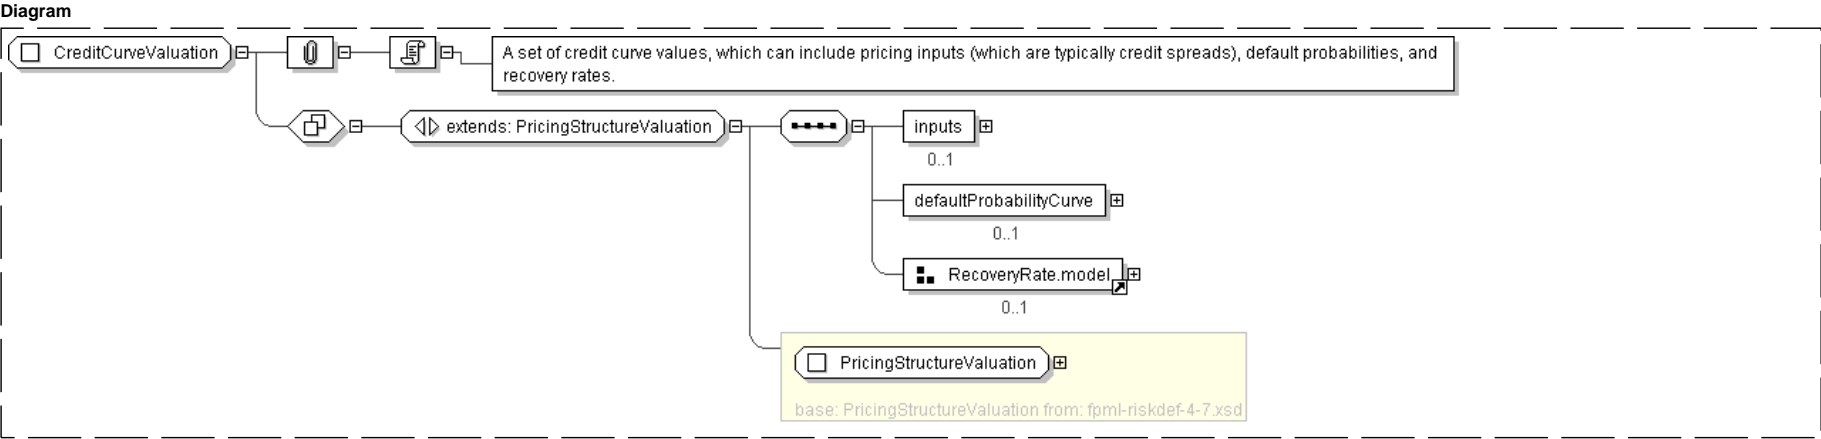 Diagram
CreditCurveValuation
A set of credit curve values, which can include pricing inputs (which are typically credit spreads), default probabilities, and
recovery rates.
extends: PricingStructureValuation
inputs
0..1
defaultProbabilityCurve
0..1
RecoveryRate.model
0..1
PricingStructureValuation
base: PricingStructureValuation from: fpml-riskdef-4-7.xsd